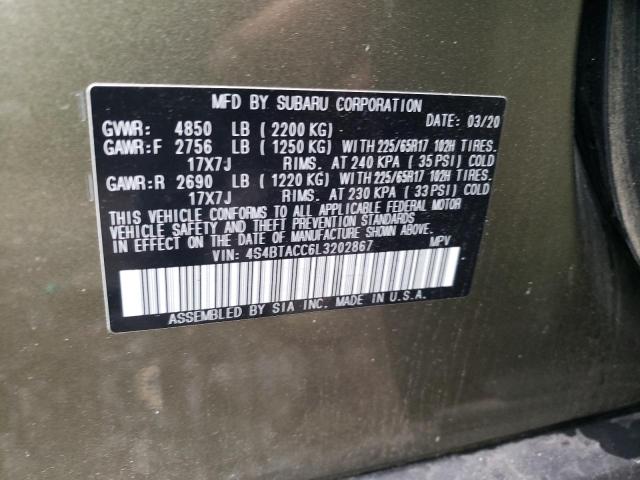 MFD BY SUBARU CORPORATION
GVWR: 4850 LB ( 2200 KG) DATE: 03/20
GAWR:F 2756 LB ( 1250 KG) WITH 225/65R17 102H TIRES.
17X7J RIMS. AT 240 KPA ( 35 PSI) COLD
GAWR:R 2690 LB ( 1220 KG) WITH 225/65R17 102H TIRES.
17X7J RIMS. AT 230 KPA ( 33 PSI) COLD
THIS VEHICLE CONFORMS TO ALL APPLICABLE FEDERAL MOTOR
VEHICLE SAFETY AND THEFT PREVENTION STANDARDS
IN EFFECT ON THE DATE OF MANUFACTURE SHOWN ABOVE.
VIN: 4S4BTACC6L3202867 MPV
ASSEMBLED BY SIA INC. MADE IN U.S.A.